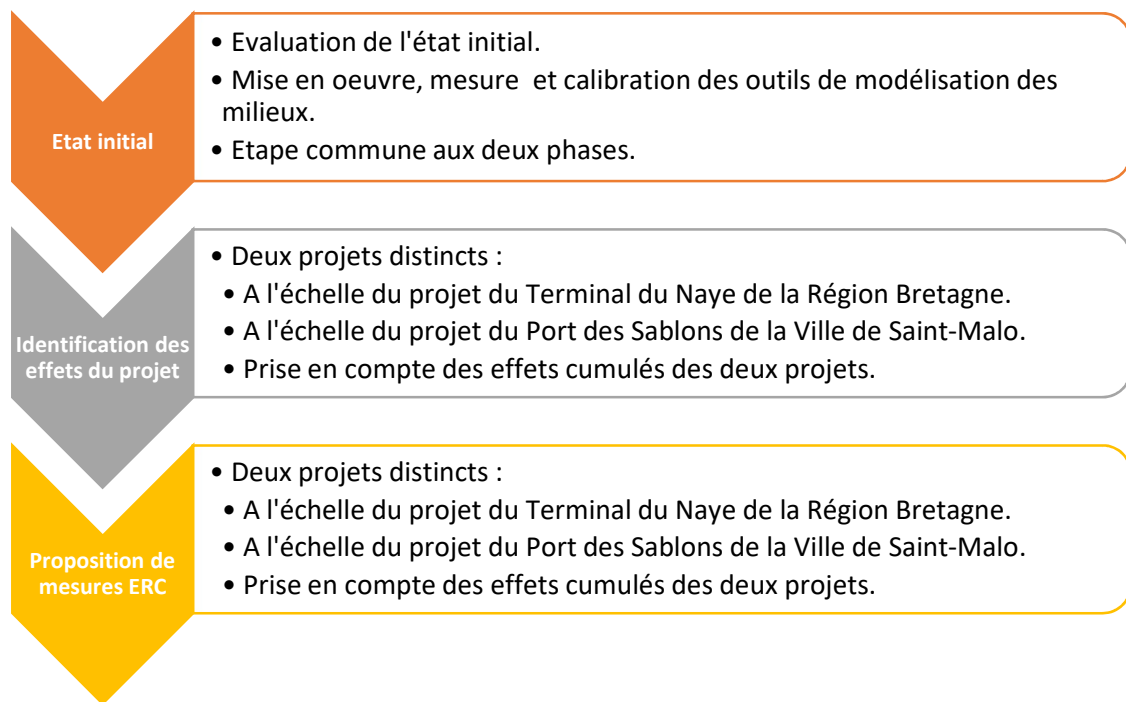 Etat initial
• Evaluation de l'état initial.
• Mise en oeuvre, mesure et calibration des outils de modélisation des
milieux.
• Etape commune aux deux phases.
Identification des
effets du projet
• Deux projets distincts :
• A l'échelle du projet du Terminal du Naye de la Région Bretagne.
• A l'échelle du projet du Port des Sablons de la Ville de Saint-Malo.
• Prise en compte des effets cumulés des deux projets.
Proposition de
mesures ERC
• Deux projets distincts :
• A l'échelle du projet du Terminal du Naye de la Région Bretagne.
• A l'échelle du projet du Port des Sablons de la Ville de Saint-Malo.
• Prise en compte des effets cumulés des deux projets.